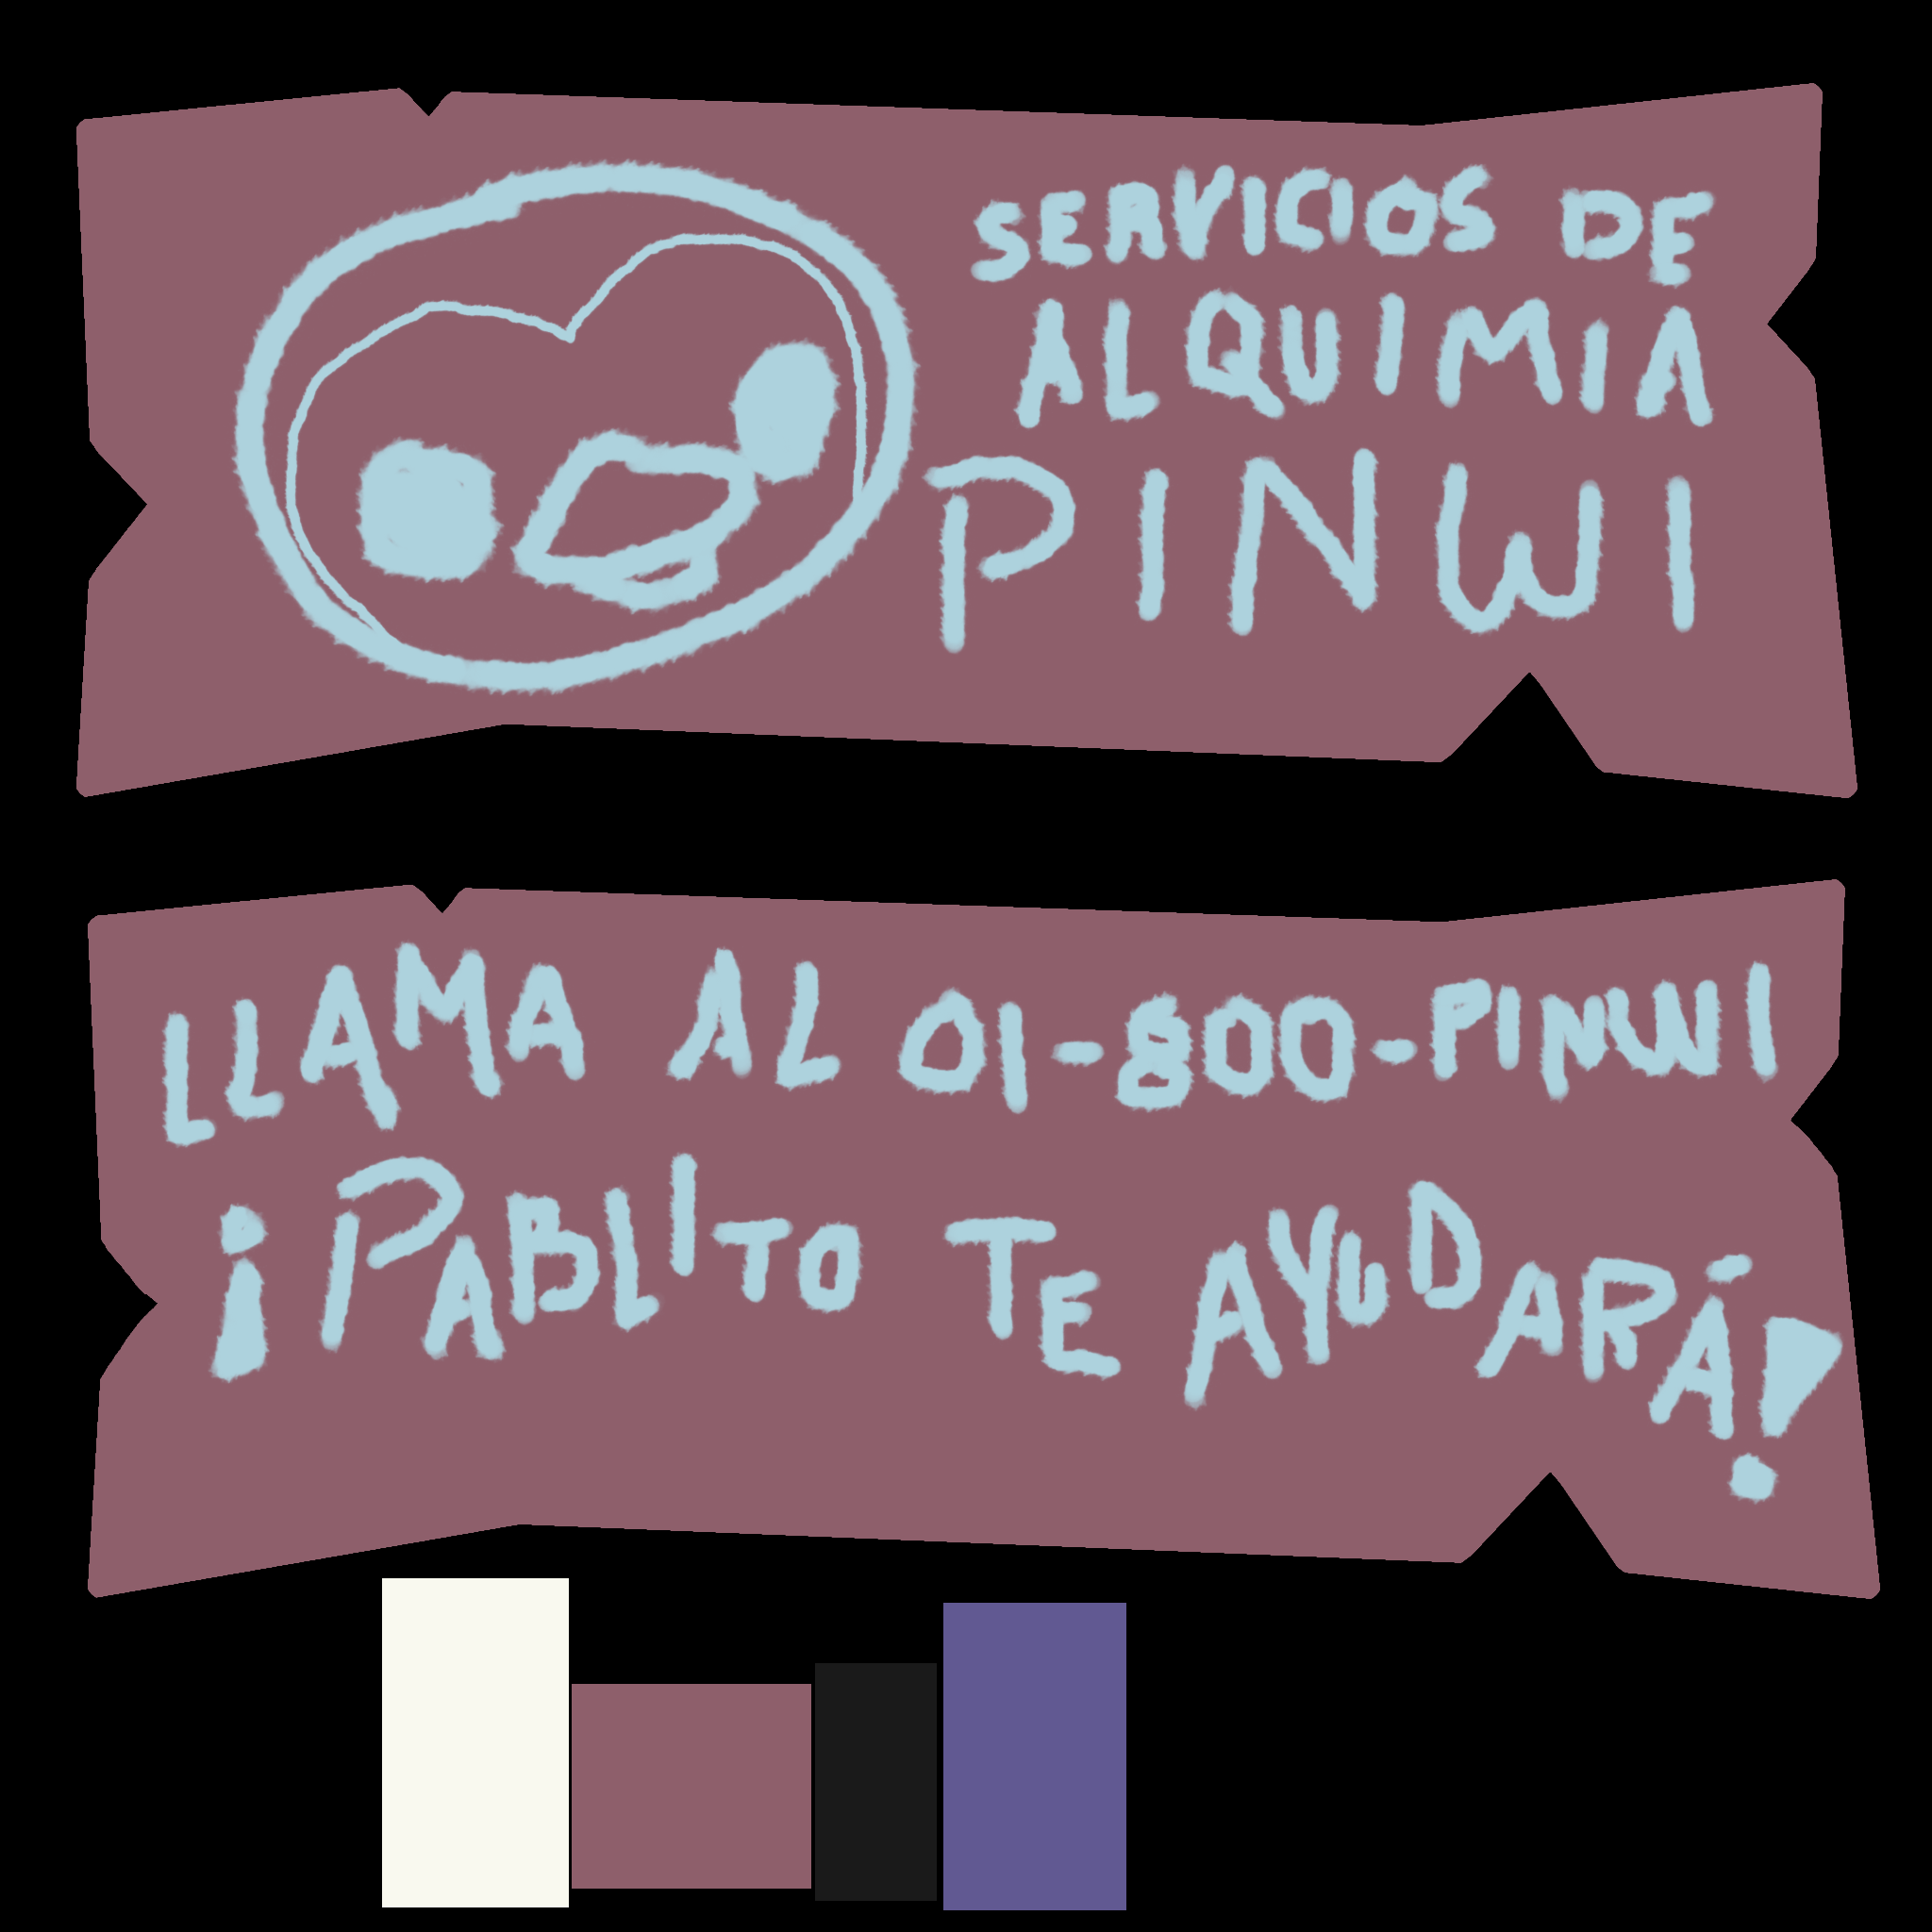 SERVICIOS DE
ALQUIMIA
PINWI
LLAMA AL 01-800-PINWI
¡PABLITO TE AYUDARÁ!